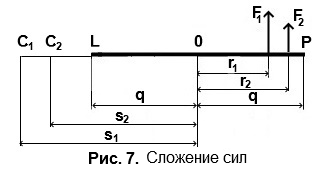 F₁ F₂
C₁ C₂ L 0 P
r₁
r₂
q q
s₂
s₁
Рис. 7. Сложение сил